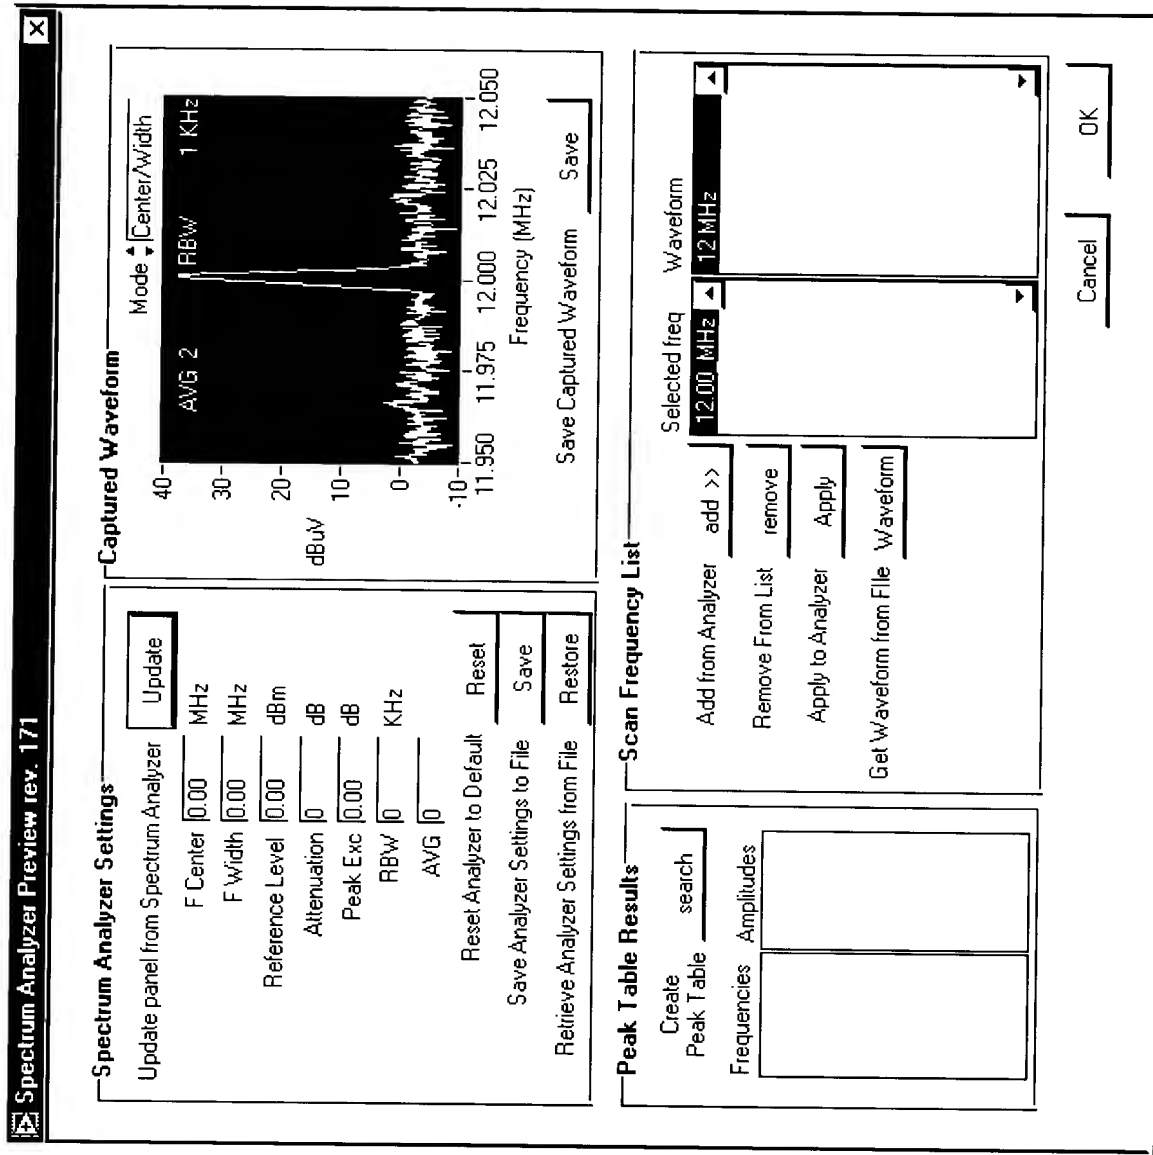 Spectrum Analyzer Preview rev. 171
Spectrum Analyzer Settings
Update panel from Spectrum Analyzer Update
F Center 0.00 MHz
F Width 0.00 MHz
Reference Level 0.00 dBm
Attenuation 0 dB
Peak Exc 0.00 dB
RBW 0 KHz
AVG 0
Reset Analyzer to Default Reset
Save Analyzer Settings to File Save
Retrieve Analyzer Settings from File Restore
Captured Waveform
Mode Center/Width
AVG 2 RBW 1 KHz
40-
30-
20-
10-
0-
-10-
dBuV
11.950 11.975 12.000 12.025 12.050
Frequency (MHz)
Save Captured Waveform Save
Peak Table Results
Create
Peak Table search
Frequencies Amplitudes
Scan Frequency List
Selected freq Waveform
Add from Analyzer add >> 12.00 MHz 12 MHz
Remove From List remove
Apply to Analyzer Apply
Get Waveform from FIle Waveform
Cancel OK